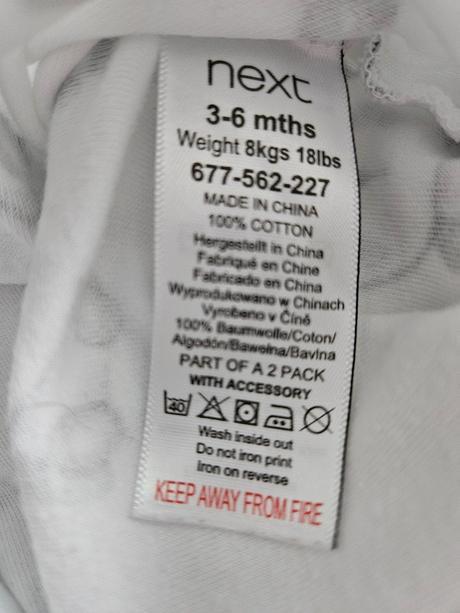 next
3-6 mths
Weight 8kgs 18lbs
677-562-227
MADE IN CHINA
100% COTTON
Hergestellt in China
Fabriqué en Chine
Fabricado en China
Wyprodukowano w Chinach
Vyrobeno v Číně
100% Baumwolle/Coton/
Algodón/Bawełna/Bavlna
PART OF A 2 PACK
WITH ACCESSORY
40
Wash inside out
Do not iron print
Iron on reverse
KEEP AWAY FROM FIRE